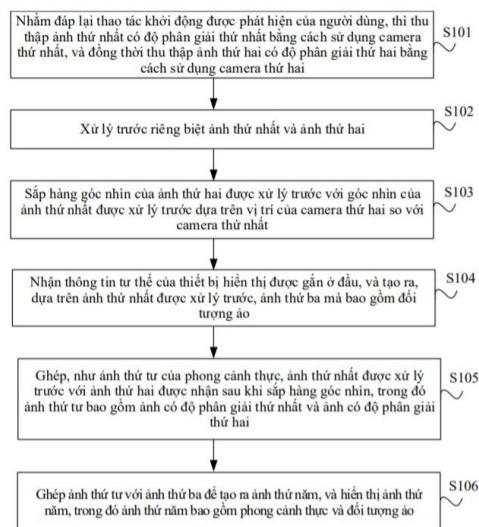 Nhằm đáp lại thao tác khởi động được phát hiện của người dùng, thì thu
thập ảnh thứ nhất có độ phân giải thứ nhất bằng cách sử dụng camera
thứ nhất, và đồng thời thu thập ảnh thứ hai có độ phân giải thứ hai bằng
cách sử dụng camera thứ hai
S101
Xử lý trước riêng biệt ảnh thứ nhất và ảnh thứ hai
S102
Sắp hàng góc nhìn của ảnh thứ hai được xử lý trước với góc nhìn của
ảnh thứ nhất được xử lý trước dựa trên vị trí của camera thứ hai so với
camera thứ nhất
S103
Nhận thông tin tư thế của thiết bị hiển thị được gắn ở đầu, và tạo ra,
dựa trên ảnh thứ nhất được xử lý trước, ảnh thứ ba mà bao gồm đối
tượng ảo
S104
Ghép, như ảnh thứ tư của phong cảnh thực, ảnh thứ nhất được xử lý
trước với ảnh thứ hai được nhận sau khi sắp hàng góc nhìn, trong đó
ảnh thứ tư bao gồm ảnh có độ phân giải thứ nhất và ảnh có độ phân giải
thứ hai
S105
Ghép ảnh thứ tư với ảnh thứ ba để tạo ra ảnh thứ năm, và hiển thị ảnh thứ
năm, trong đó ảnh thứ năm bao gồm phong cảnh thực và đối tượng ảo
S106